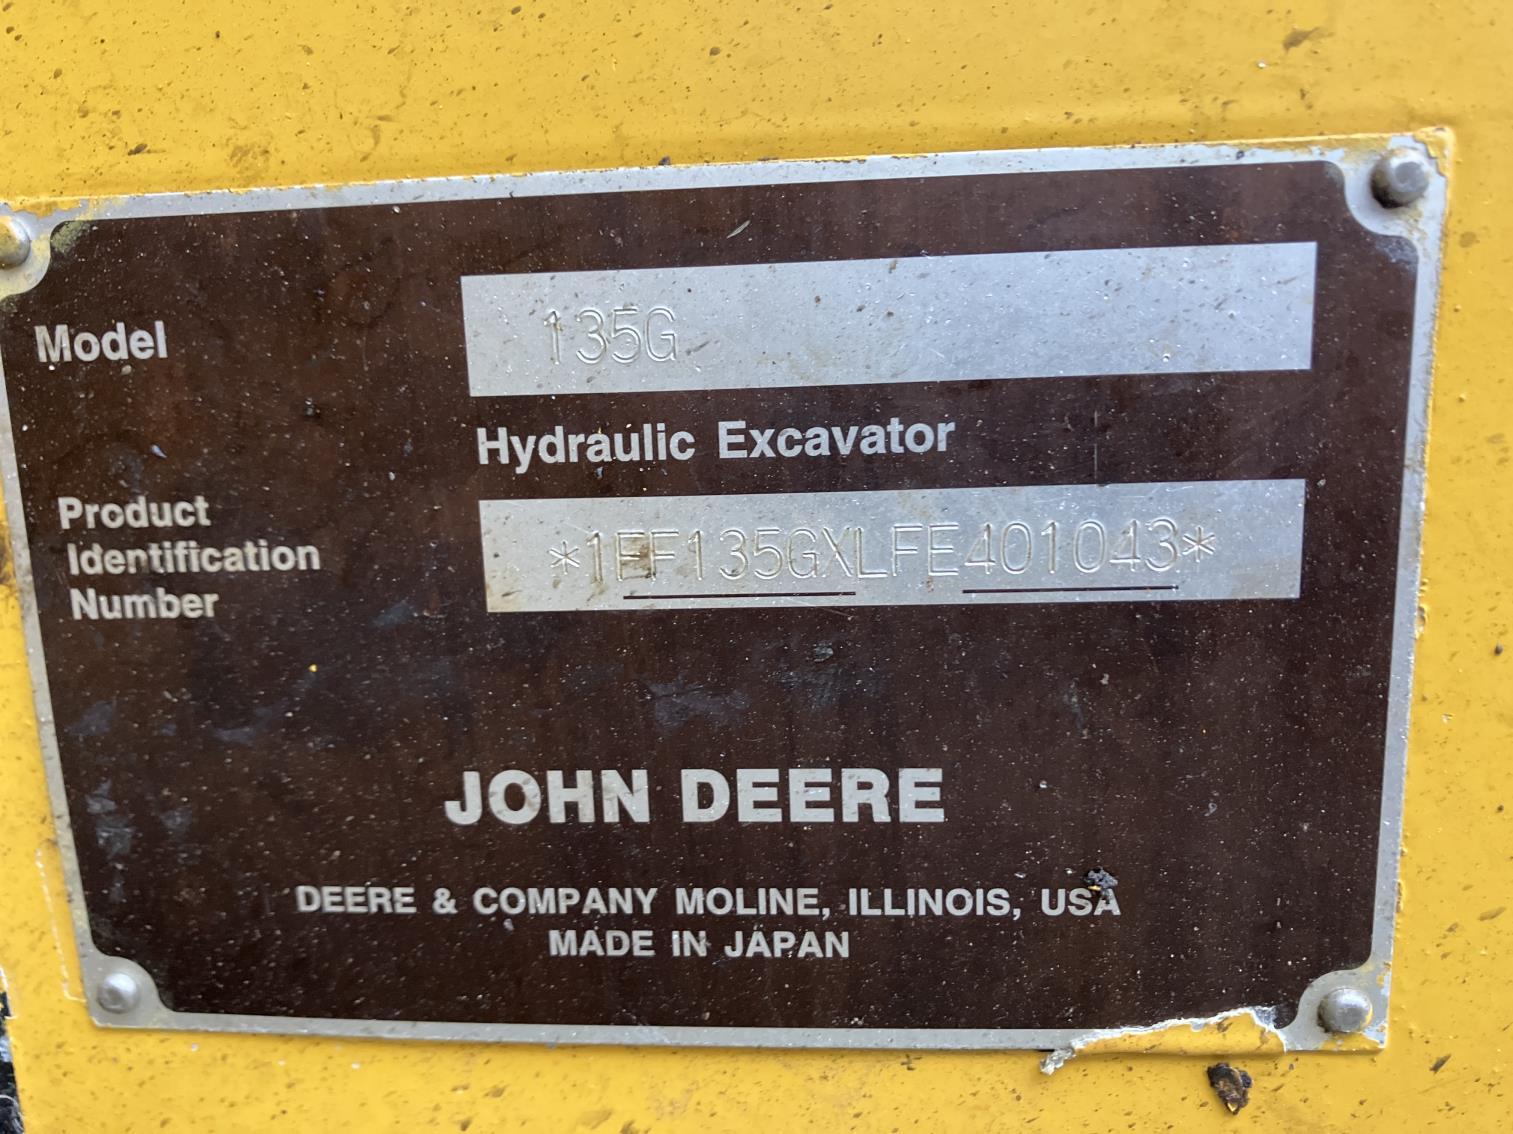 Model
135G
Hydraulic Excavator
Product
Identification
Number
*1FF135GXLFE401043*
JOHN DEERE
DEERE & COMPANY MOLINE, ILLINOIS, USA
MADE IN JAPAN